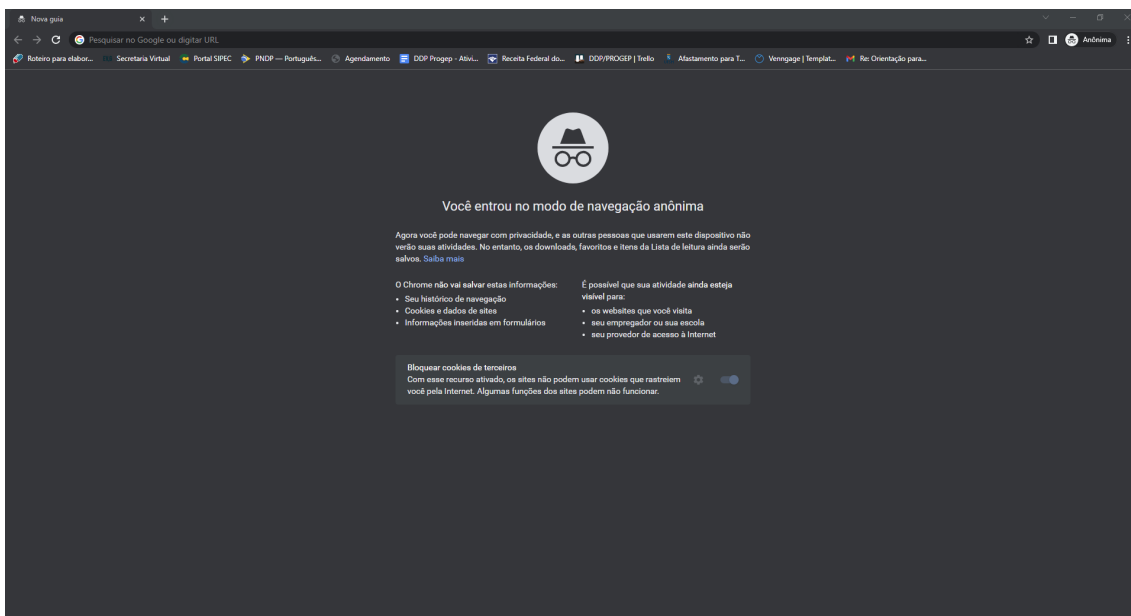 Nova guia
Pesquisar no Google ou digitar URL
Anônima
Roteiro para elabor... Secretaria Virtual Portal SIPEC PNDP — Portuguê... Agendamento DDP Progep - Ativi... Receita Federal do... DDP/PROGEP | Trello Afastamento para T... Venngage | Templat... Re: Orientação para...
Você entrou no modo de navegação anônima
Agora você pode navegar com privacidade, e as outras pessoas que usarem este dispositivo não
verão suas atividades. No entanto, os downloads, favoritos e itens da Lista de leitura ainda serão
salvos. Saiba mais
O Chrome não vai salvar estas informações:
• Seu histórico de navegação
• Cookies e dados de sites
• Informações inseridas em formulários
É possível que sua atividade ainda esteja
visível para:
• os websites que você visita
• seu empregador ou sua escola
• seu provedor de acesso à Internet
Bloquear cookies de terceiros
Com esse recurso ativado, os sites não podem usar cookies que rastreiem
você pela Internet. Algumas funções dos sites podem não funcionar.